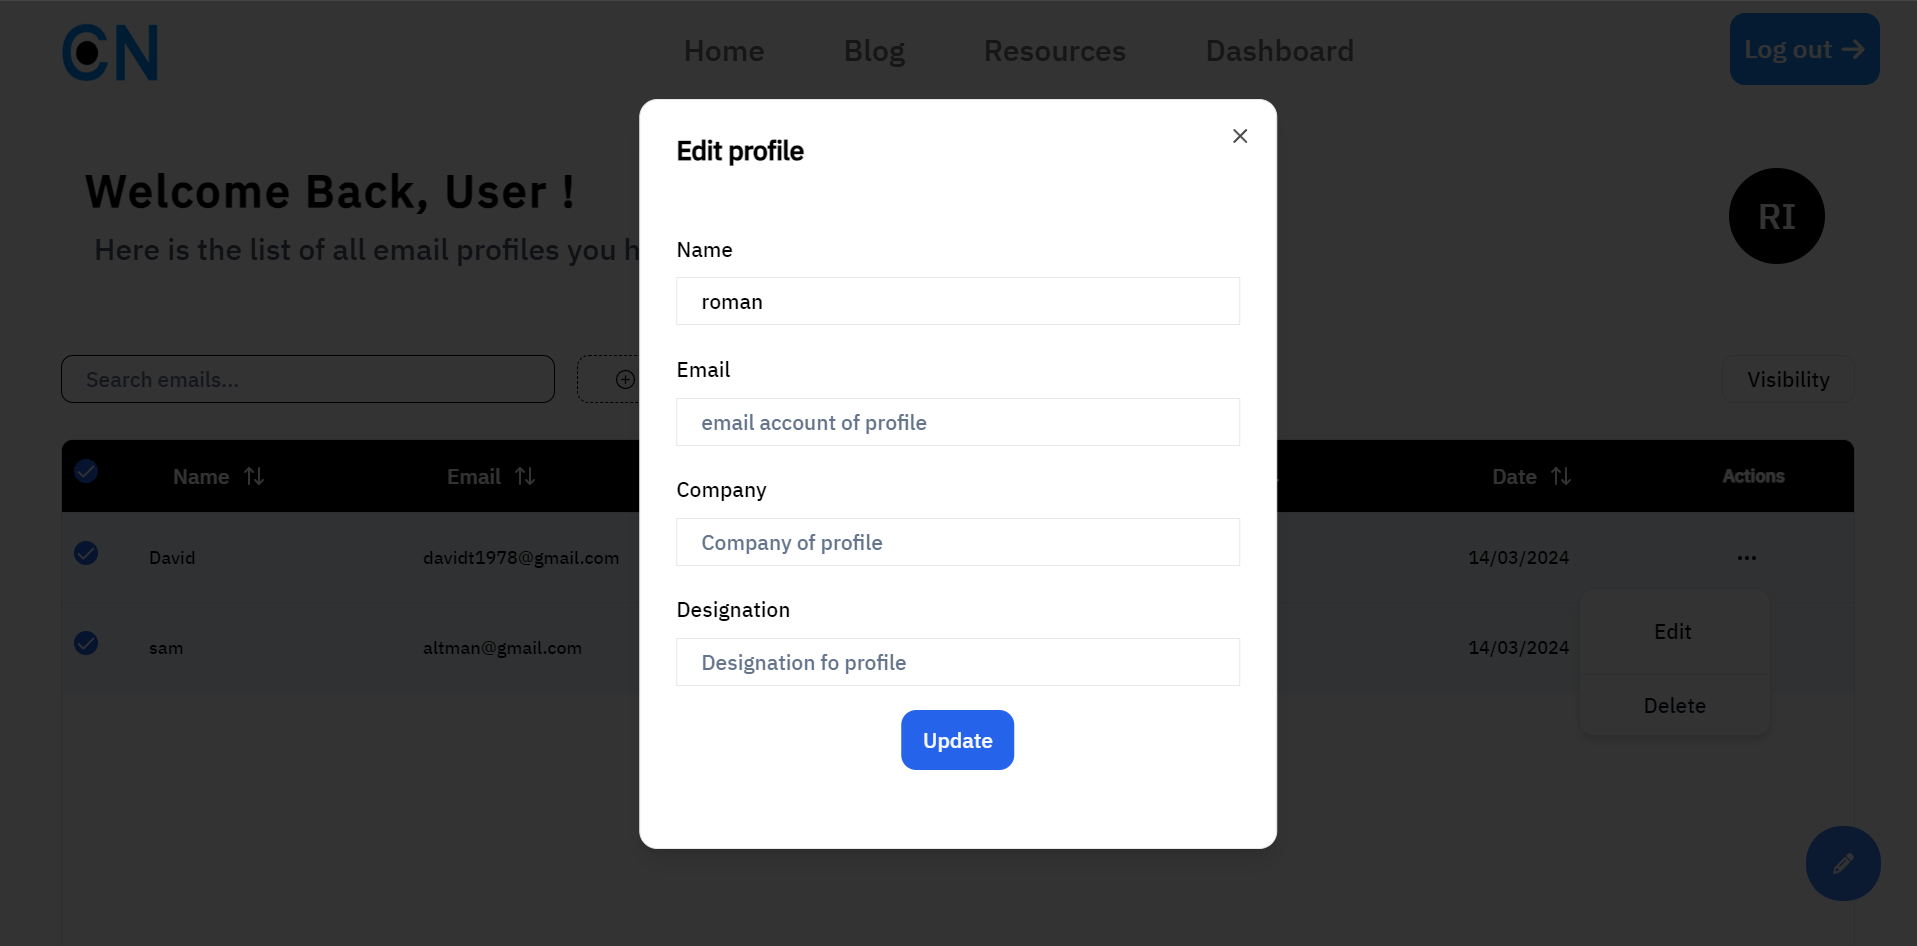 CN
Home Blog Resources Dashboard
Log out →
Welcome Back, User !
Here is the list of all email profiles you h
RI
Search emails...
Visibility
Name Email Date Actions
David davidt1978@gmail.com 14/03/2024 ...
sam altman@gmail.com 14/03/2024
Edit
Delete
Edit profile
Name
roman
Email
email account of profile
Company
Company of profile
Designation
Designation fo profile
Update